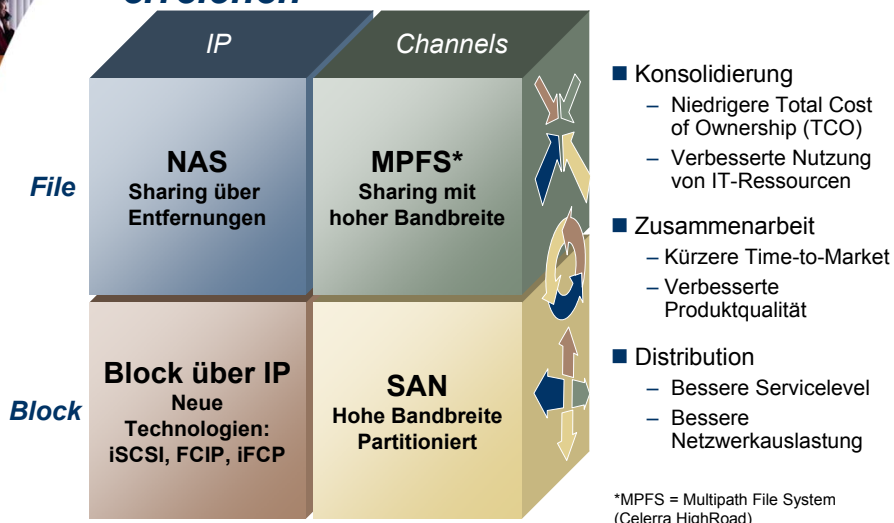 erreichen
IP
Channels
File
NAS
Sharing über
Entfernungen
MPFS*
Sharing mit
hoher Bandbreite
Block
Block über IP
Neue
Technologien:
iSCSI, FCIP, iFCP
SAN
Hohe Bandbreite
Partitioniert
■ Konsolidierung
– Niedrigere Total Cost
of Ownership (TCO)
– Verbesserte Nutzung
von IT-Ressourcen
■ Zusammenarbeit
– Kürzere Time-to-Market
– Verbesserte
Produktqualität
■ Distribution
– Bessere Servicelevel
– Bessere
Netzwerkauslastung
*MPFS = Multipath File System
(Celerra HighRoad)